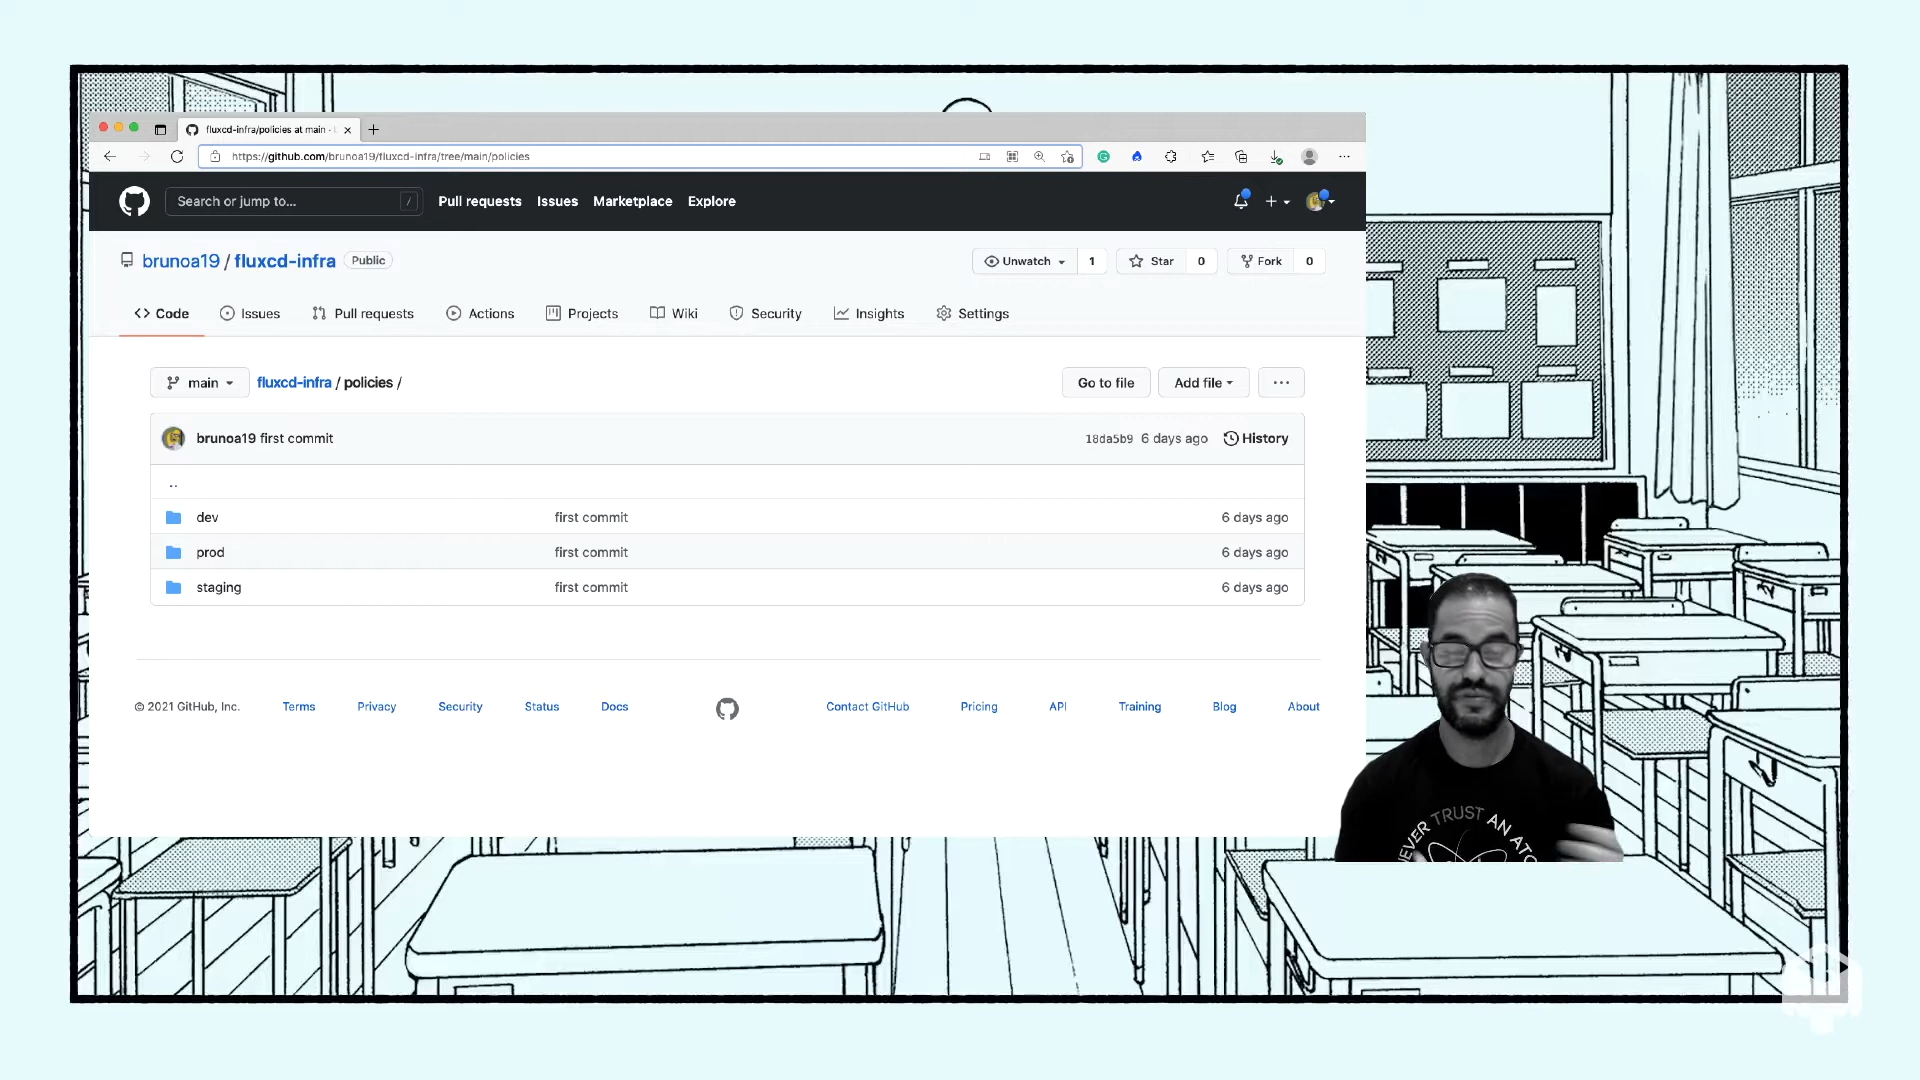 fluxcd-infra/policies at main ·
https://github.com/brunoa19/fluxcd-infra/tree/main/policies
Search or jump to... /
Pull requests Issues Marketplace Explore
brunoa19 / fluxcd-infra Public
Unwatch 1 Star 0 Fork 0
Code Issues Pull requests Actions Projects Wiki Security Insights Settings
main fluxcd-infra / policies /
Go to file Add file
brunoa19 first commit 18da5b9 6 days ago History
..
dev first commit 6 days ago
prod first commit 6 days ago
staging first commit 6 days ago
© 2021 GitHub, Inc. Terms Privacy Security Status Docs Contact GitHub Pricing API Training Blog About
NEVER TRUST AN